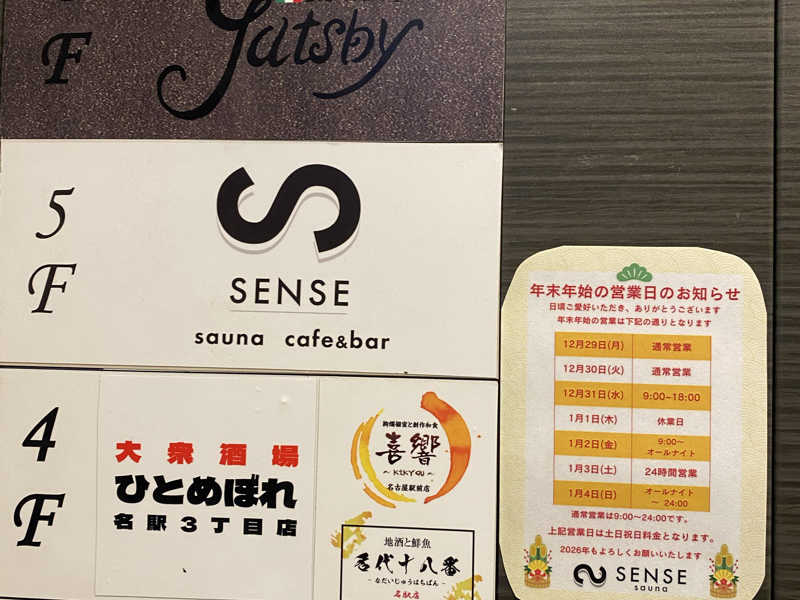 F
Gatsby
5
F
SENSE
sauna cafe&bar
4
F
大衆酒場
ひとめぼれ
名駅3丁目店
喜響
~ KIKYOU ~
名古屋駅前店
地酒と鮮魚
名代十八番
- なだいじゅうはちばん -
名駅店
年末年始の営業日のお知らせ
日頃ご愛好いただき、ありがとうございます
年末年始の営業は下記の通りとなります
12月29日(月) 通常営業
12月30日(火) 通常営業
12月31日(水) 9:00~18:00
1月1日(木) 休業日
1月2日(金) 9:00~
オールナイト
1月3日(土) 24時間営業
1月4日(日) オールナイト
~ 24:00
通常営業は9:00~24:00です。
上記営業日は土日祝日料金となります。
2026年もよろしくお願いいたします
SENSE
sauna